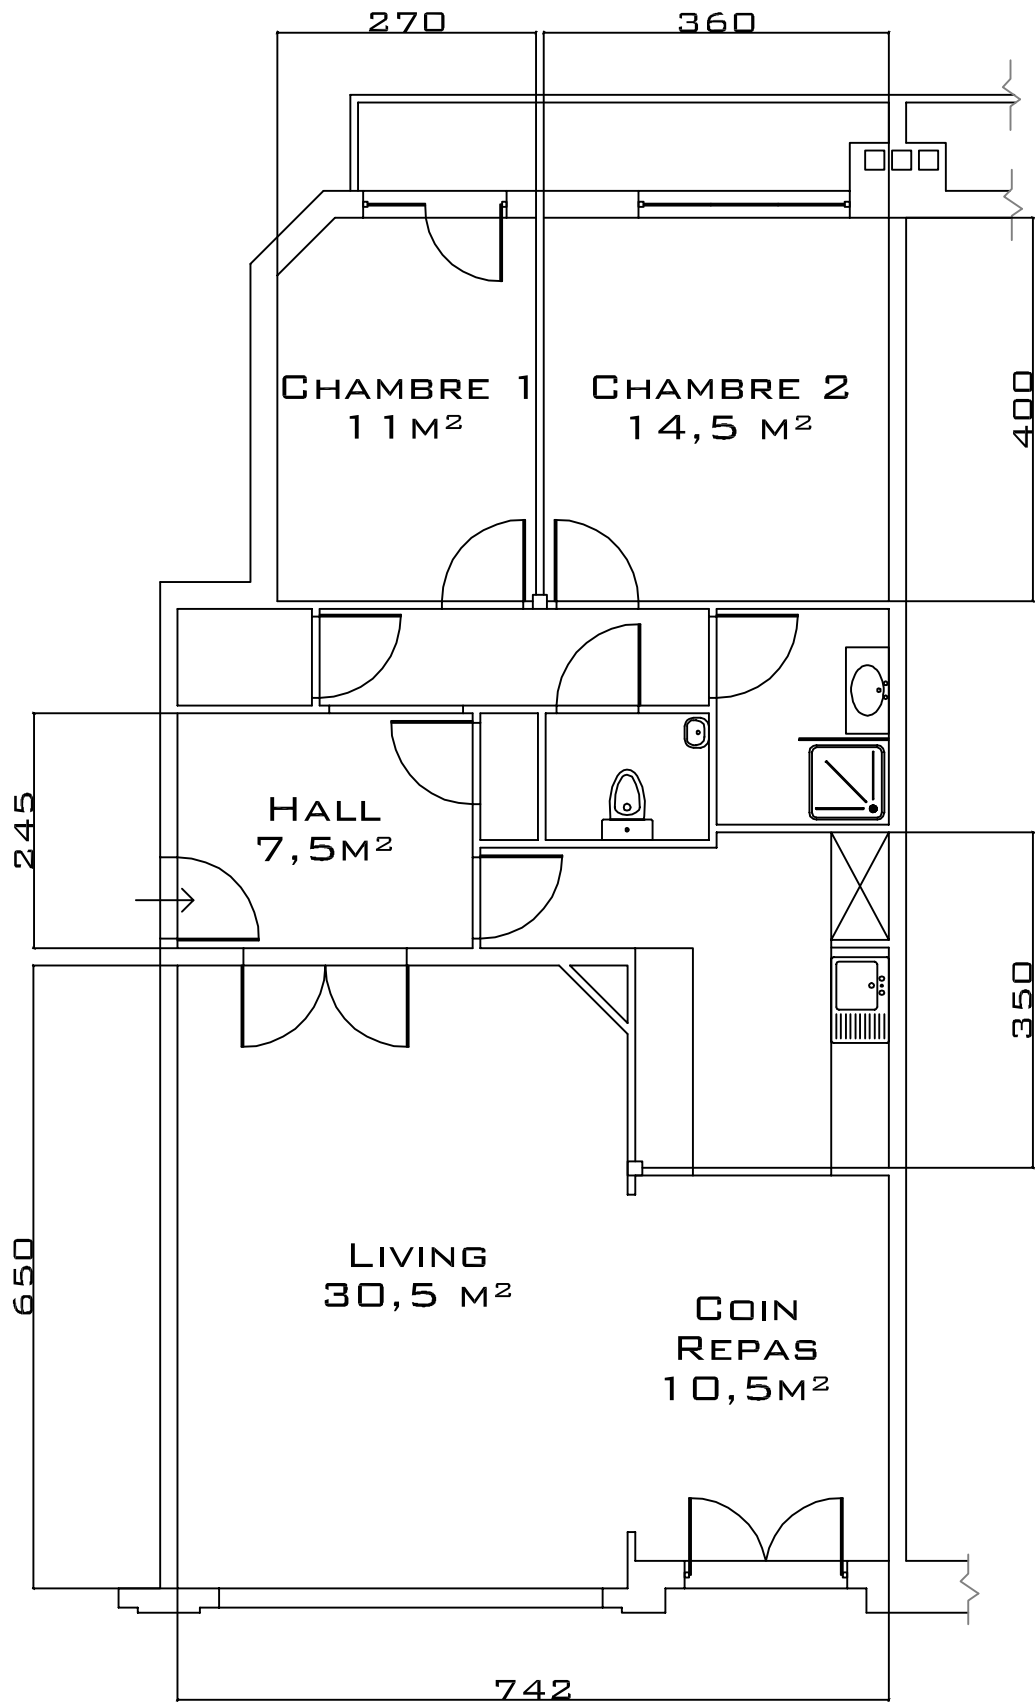 270
360
CHAMBRE 1
11M²
CHAMBRE 2
14,5 M²
400
HALL
7,5M²
245
350
LIVING
30,5 M²
650
COIN
REPAS
10,5M²
742